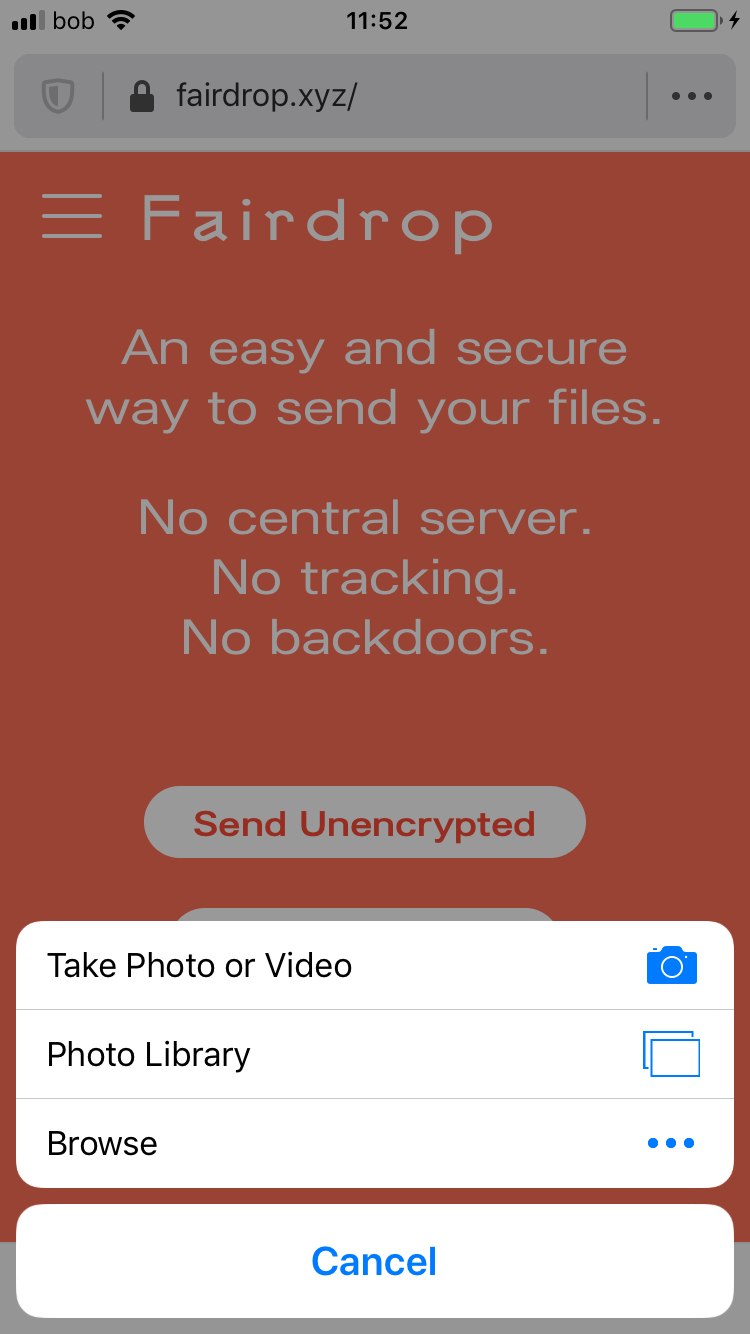 bob 11:52
fairdrop.xyz/
Fairdrop
An easy and secure
way to send your files.
No central server.
No tracking.
No backdoors.
Send Unencrypted
Take Photo or Video
Photo Library
Browse
Cancel